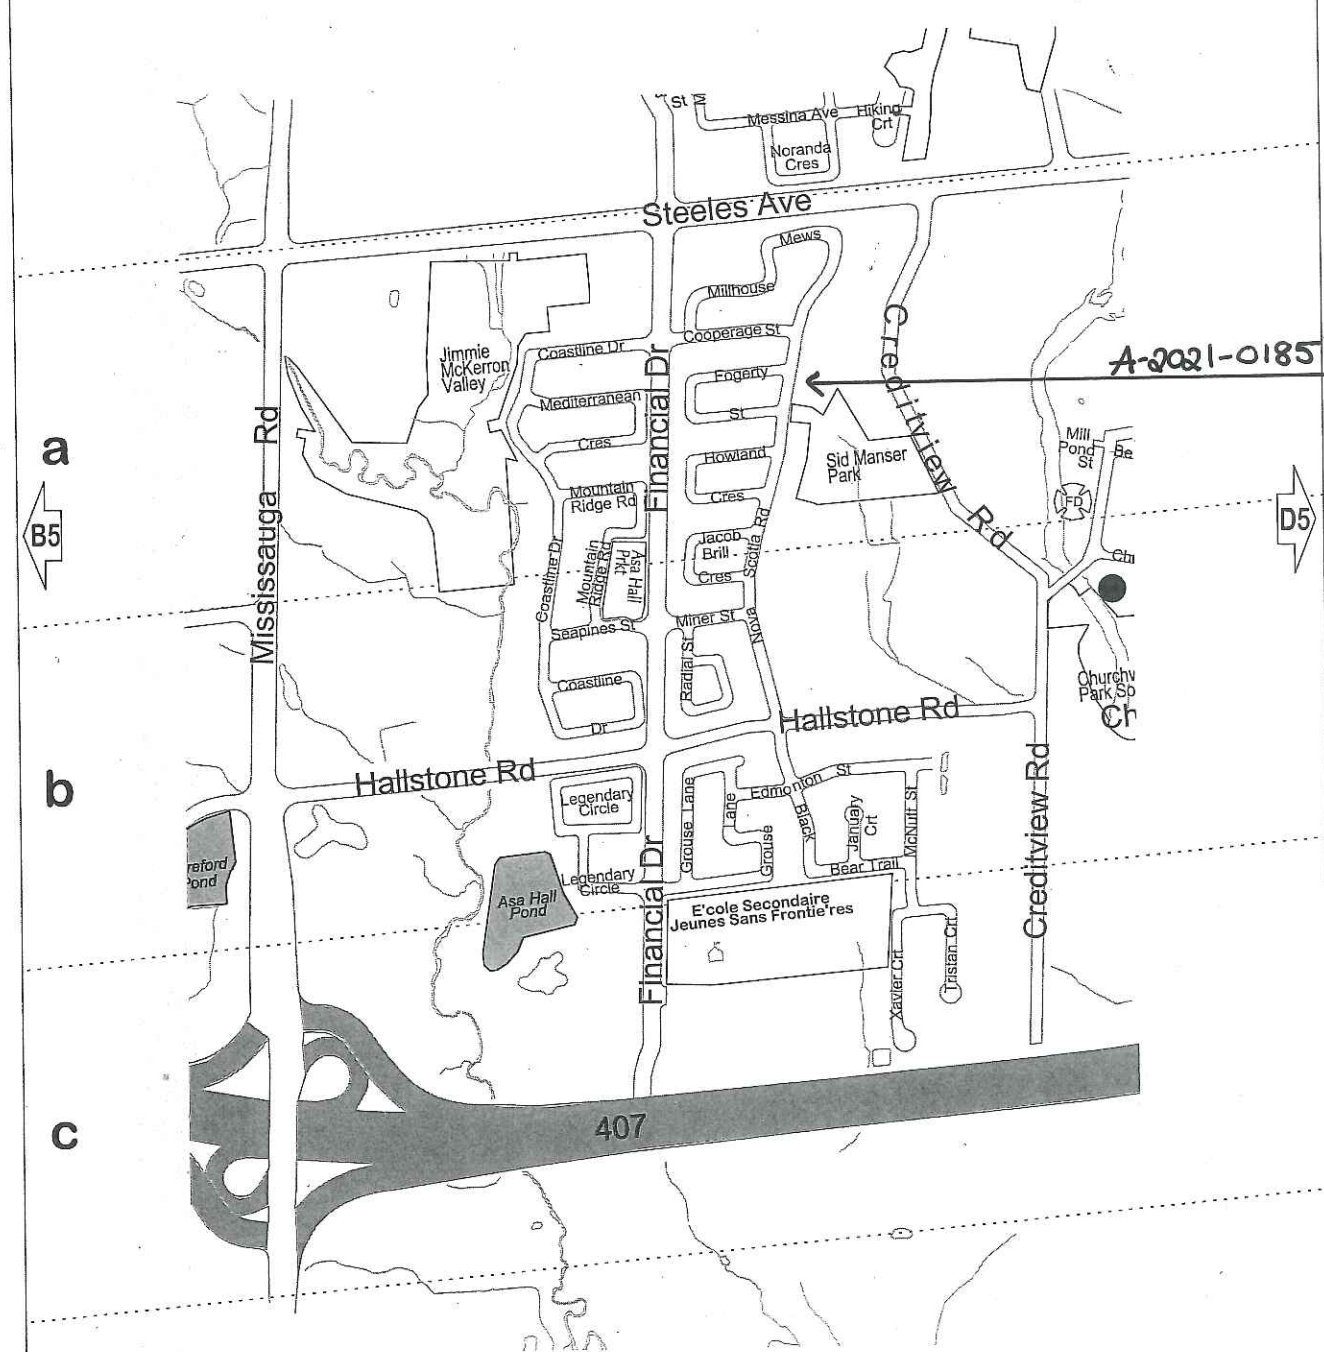 St
Messina Ave
Hiking
Crt
Noranda
Cres
Steeles Ave
Mews
Millhouse
Cooperage St
Creditview Rd
Jimmie
McKerron
Valley
Coastline Dr
Financial Dr
Fogerty
St
A-2021-0185
Mediterranean
Cres
Mississauga Rd
a
Howland
Cres
Sid Manser
Park
Mill
Pond
St
Be
FD
B5
D5
Mountain
Ridge Rd
Jacob
Brill
Cres
Nova Scotia Rd
Coastline Dr
Mountain
Ridge Rd
Asa Hall
Prkt
Chu
Seapines St
Miner St
Radial St
Coastline
Dr
Churchv
Park/So
Ch
Hallstone Rd
Hallstone Rd
b
Legendary
Circle
Grouse Lane
Lane
Grouse
Edmonton St
Black
January
Crt
McNutt St
Creditview Rd
Bear Trail
reford
Pond
Legendary
Circle
Asa Hall
Pond
Financial Dr
E'cole Secondaire
Jeunes Sans Frontie'res
Xavier Crt
Tristan Crt
c
407